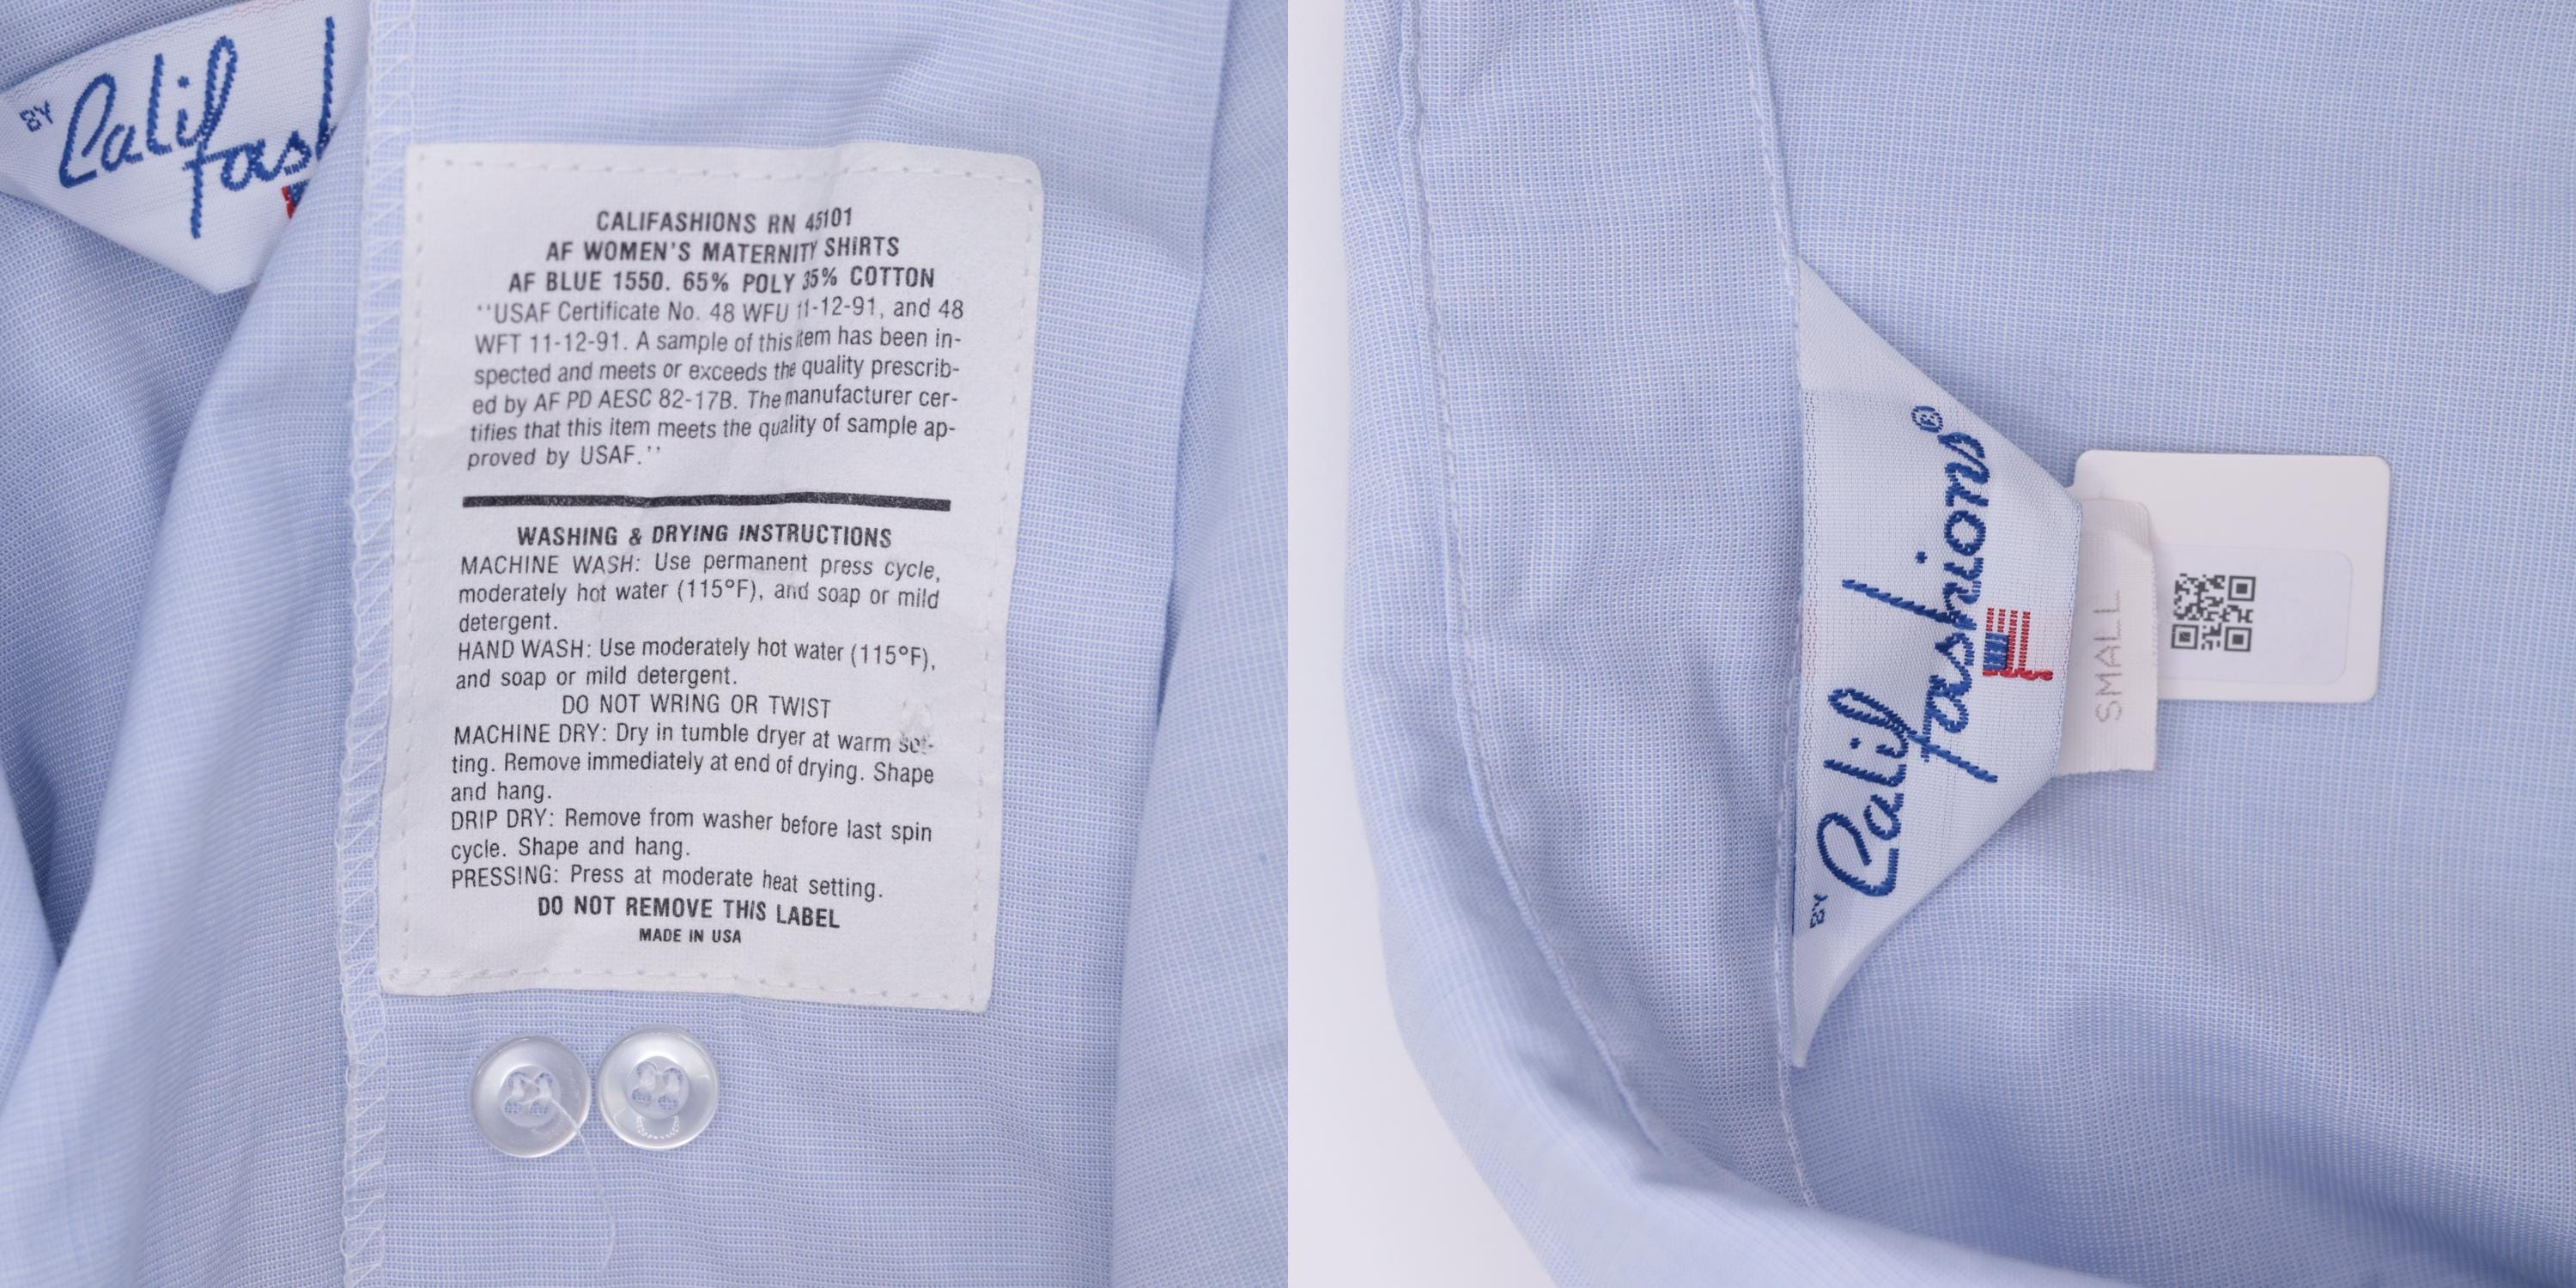 BY Calif
fash
CALIFASHIONS RN 45101
AF WOMEN'S MATERNITY SHIRTS
AF BLUE 1550. 65% POLY 35% COTTON
''USAF Certificate No. 48 WFU 11-12-91, and 48
WFT 11-12-91. A sample of this item has been in-
spected and meets or exceeds the quality prescrib-
ed by AF PD AESC 82-17B. The manufacturer cer-
tifies that this item meets the quality of sample ap-
proved by USAF.''
WASHING & DRYING INSTRUCTIONS
MACHINE WASH: Use permanent press cycle,
moderately hot water (115°F), and soap or mild
detergent.
HAND WASH: Use moderately hot water (115°F),
and soap or mild detergent.
DO NOT WRING OR TWIST
MACHINE DRY: Dry in tumble dryer at warm set-
ting. Remove immediately at end of drying. Shape
and hang.
DRIP DRY: Remove from washer before last spin
cycle. Shape and hang.
PRESSING: Press at moderate heat setting.
DO NOT REMOVE THIS LABEL
MADE IN USA
BY Calif
fashions®
SMALL